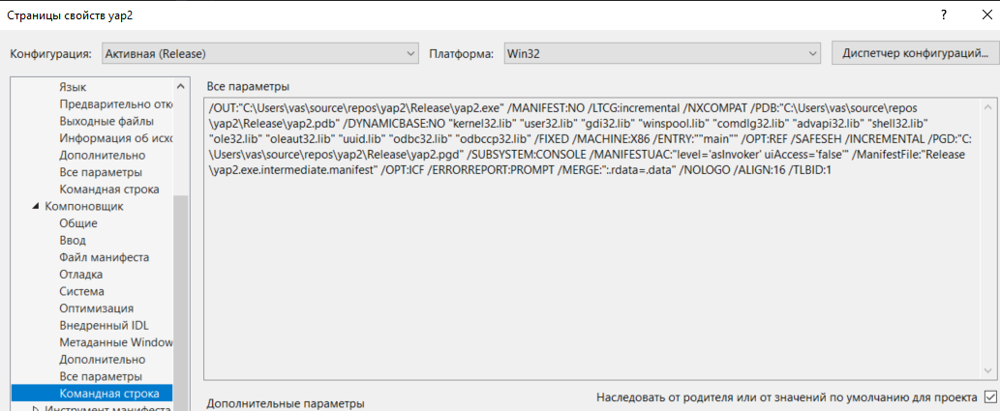 Страницы свойств yap2
? ×
Конфигурация: Активная (Release) Платформа: Win32 Диспетчер конфигураций...
Язык
Предварительно отк
Выходные файлы
Информация об исхо
Дополнительно
Все параметры
Командная строка
Компоновщик
Общие
Ввод
Файл манифеста
Отладка
Система
Оптимизация
Внедренный IDL
Метаданные Window
Дополнительно
Все параметры
Командная строка
Инструмент манифеста
Все параметры
/OUT:"C:\Users\vas\source\repos\yap2\Release\yap2.exe" /MANIFEST:NO /LTCG:incremental /NXCOMPAT /PDB:"C:\Users\vas\source\repos
\yap2\Release\yap2.pdb" /DYNAMICBASE:NO "kernel32.lib" "user32.lib" "gdi32.lib" "winspool.lib" "comdlg32.lib" "advapi32.lib" "shell32.lib"
"ole32.lib" "oleaut32.lib" "uuid.lib" "odbc32.lib" "odbccp32.lib" /FIXED /MACHINE:X86 /ENTRY:""main"" /OPT:REF /SAFESEH /INCREMENTAL /PGD:"C:
\Users\vas\source\repos\yap2\Release\yap2.pgd" /SUBSYSTEM:CONSOLE /MANIFESTUAC:"level='asInvoker' uiAccess='false'" /ManifestFile:"Release
\yap2.exe.intermediate.manifest" /OPT:ICF /ERRORREPORT:PROMPT /MERGE:":.rdata=.data" /NOLOGO /ALIGN:16 /TLBID:1
Наследовать от родителя или от значений по умолчанию для проекта
Дополнительные параметры